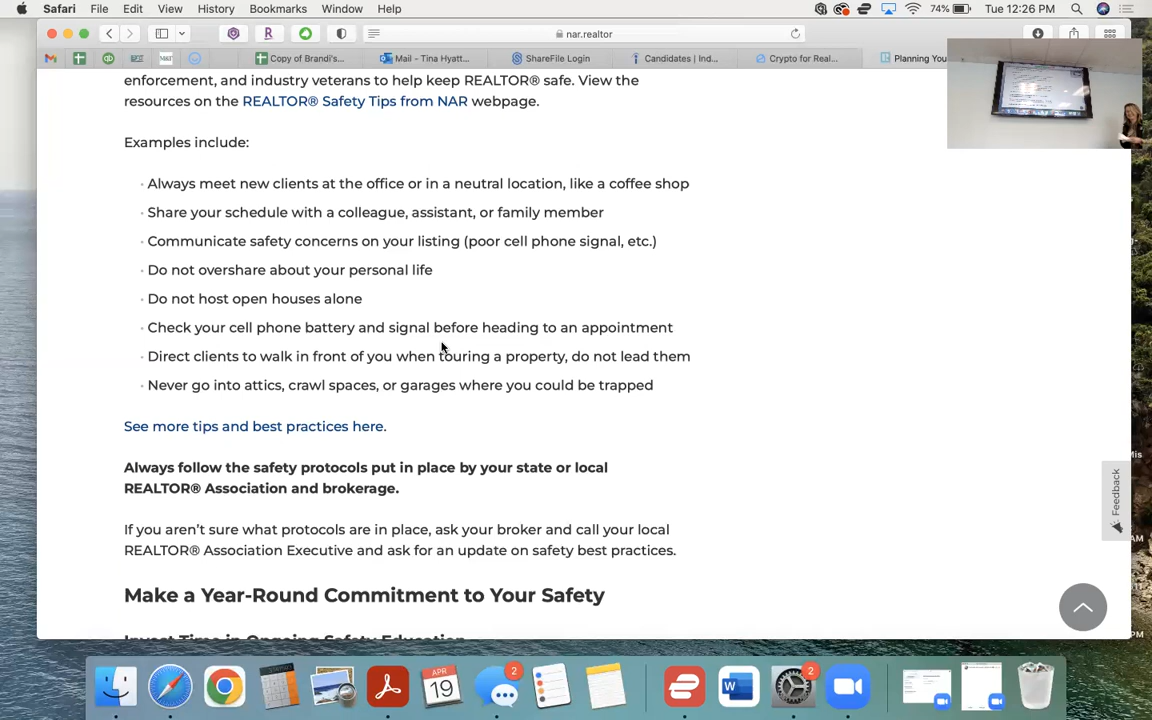 Safari File Edit View History Bookmarks Window Help 74% Tue 12:26 PM
nar.realtor
Copy of Brandi's... Mail - Tina Hyatt... ShareFile Login Candidates | Ind... Crypto for Real... Planning You
enforcement, and industry veterans to help keep REALTOR® safe. View the
resources on the REALTOR® Safety Tips from NAR webpage.
Examples include:
Always meet new clients at the office or in a neutral location, like a coffee shop
Share your schedule with a colleague, assistant, or family member
Communicate safety concerns on your listing (poor cell phone signal, etc.)
Do not overshare about your personal life
Do not host open houses alone
Check your cell phone battery and signal before heading to an appointment
Direct clients to walk in front of you when touring a property, do not lead them
Never go into attics, crawl spaces, or garages where you could be trapped
See more tips and best practices here.
Always follow the safety protocols put in place by your state or local
REALTOR® Association and brokerage.
Feedback
If you aren't sure what protocols are in place, ask your broker and call your local
REALTOR® Association Executive and ask for an update on safety best practices.
Make a Year-Round Commitment to Your Safety
Invest Time in Ongoing Safety Education
APR
19
2
2